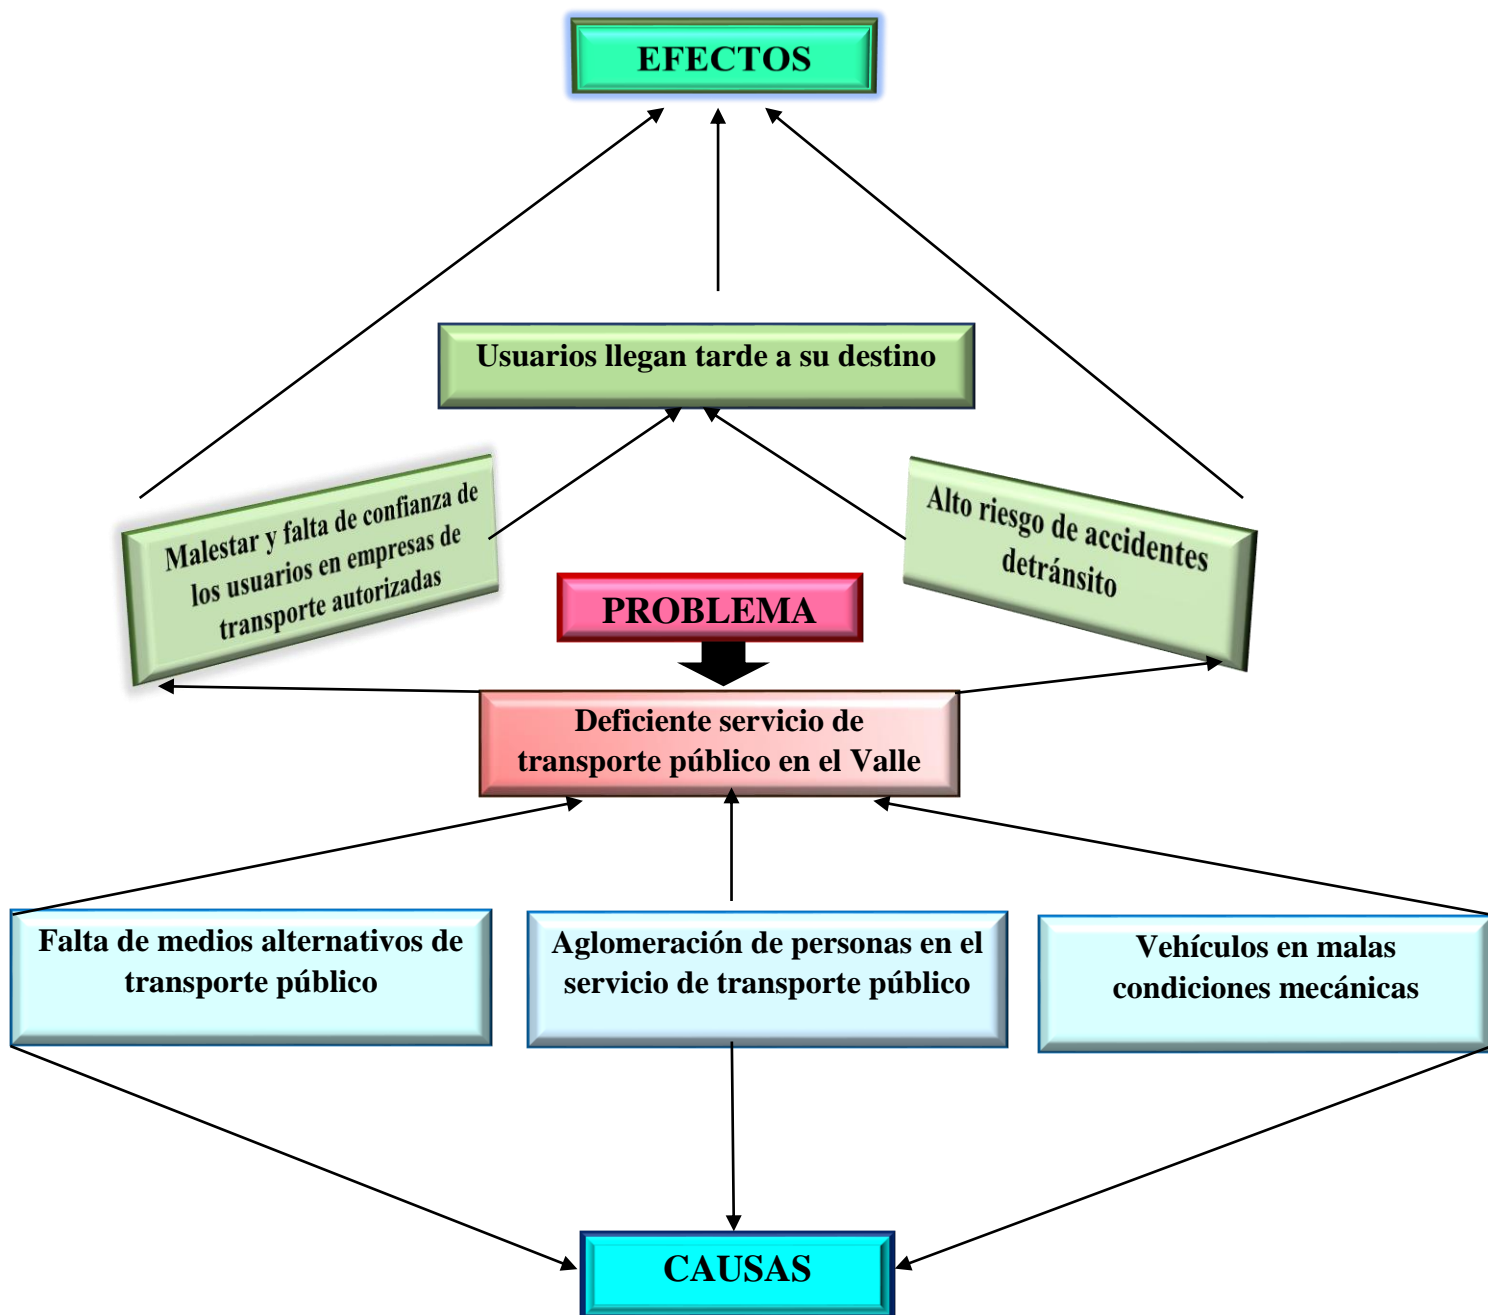 EFECTOS
Usuarios llegan tarde a su destino
Malestar y falta de confianza de
los usuarios en empresas de
transporte autorizadas
Alto riesgo de accidentes
detránsito
PROBLEMA
Deficiente servicio de
transporte público en el Valle
Falta de medios alternativos de
transporte público
Aglomeración de personas en el
servicio de transporte público
Vehículos en malas
condiciones mecánicas
CAUSAS